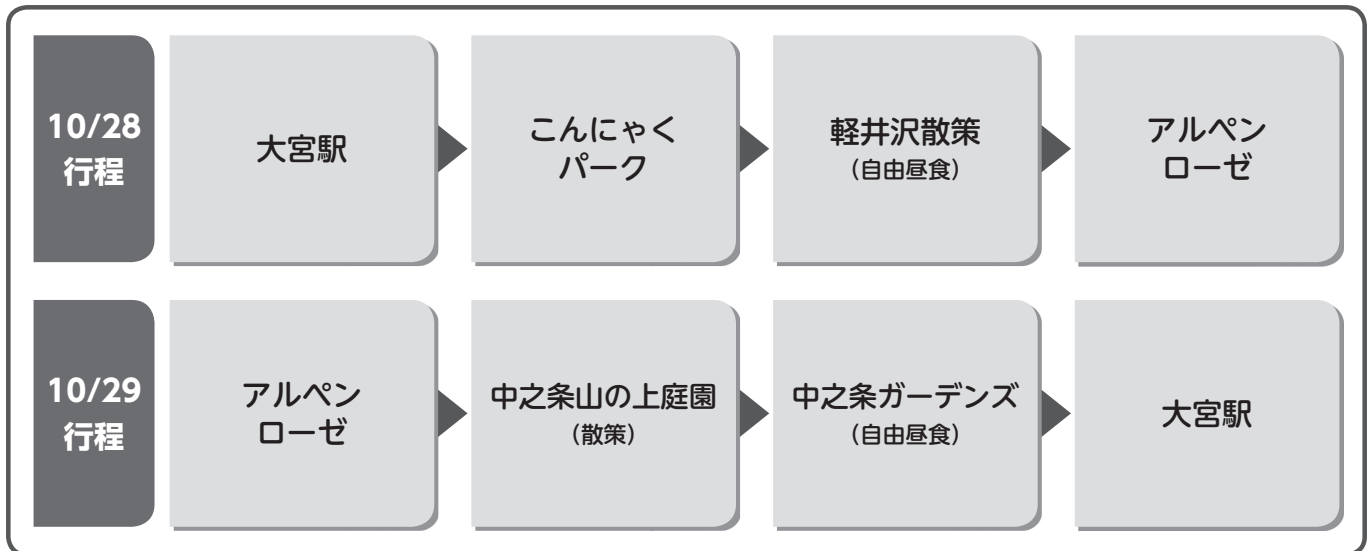 10/28
行程
大宮駅
こんにゃく
パーク
軽井沢散策
（自由昼食）
アルペン
ローゼ
10/29
行程
アルペン
ローゼ
中之条山の上庭園
（散策）
中之条ガーデンズ
（自由昼食）
大宮駅